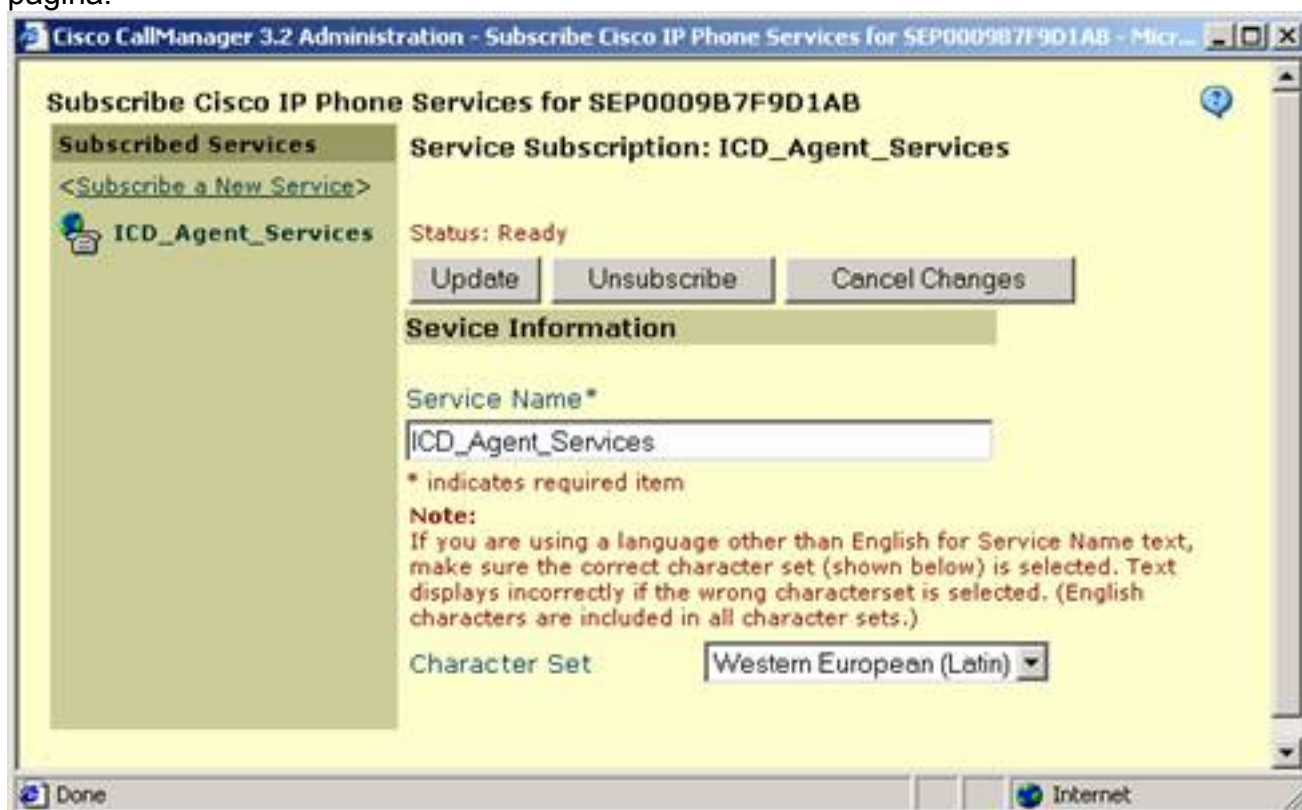 pagina.
Cisco CallManager 3.2 Administration - Subscribe Cisco IP Phone Services for SEP0009B7F9D1AB - Micr...
Subscribe Cisco IP Phone Services for SEP0009B7F9D1AB
Subscribed Services
<Subscribe a New Service>
ICD_Agent_Services
Service Subscription: ICD_Agent_Services
Status: Ready
Update
Unsubscribe
Cancel Changes
Sevice Information
Service Name*
ICD_Agent_Services
* indicates required item
Note:
If you are using a language other than English for Service Name text,
make sure the correct character set (shown below) is selected. Text
displays incorrectly if the wrong characterset is selected. (English
characters are included in all character sets.)
Character Set
Western European (Latin)
Done
Internet